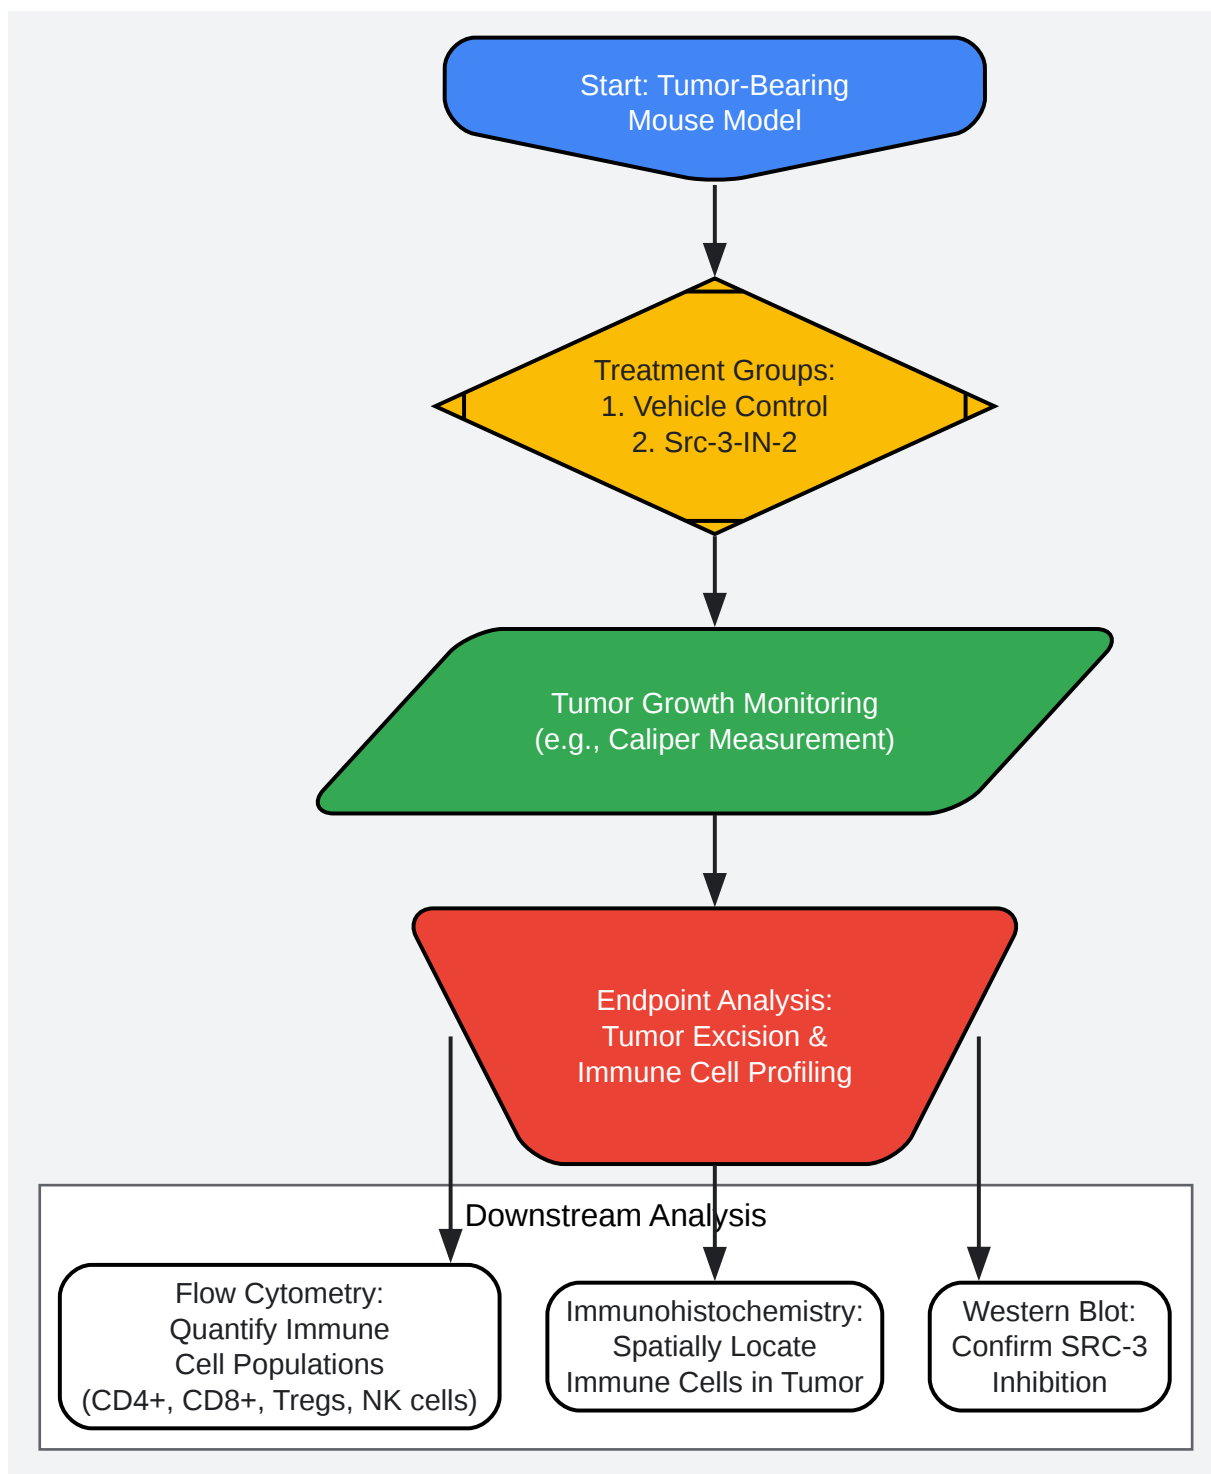 Start: Tumor-Bearing
Mouse Model
Treatment Groups:
1. Vehicle Control
2. Src-3-IN-2
Tumor Growth Monitoring
(e.g., Caliper Measurement)
Endpoint Analysis:
Tumor Excision &
Immune Cell Profiling
Downstream Analysis
Flow Cytometry:
Quantify Immune
Cell Populations
(CD4+, CD8+, Tregs, NK cells)
Immunohistochemistry:
Spatially Locate
Immune Cells in Tumor
Western Blot:
Confirm SRC-3
Inhibition